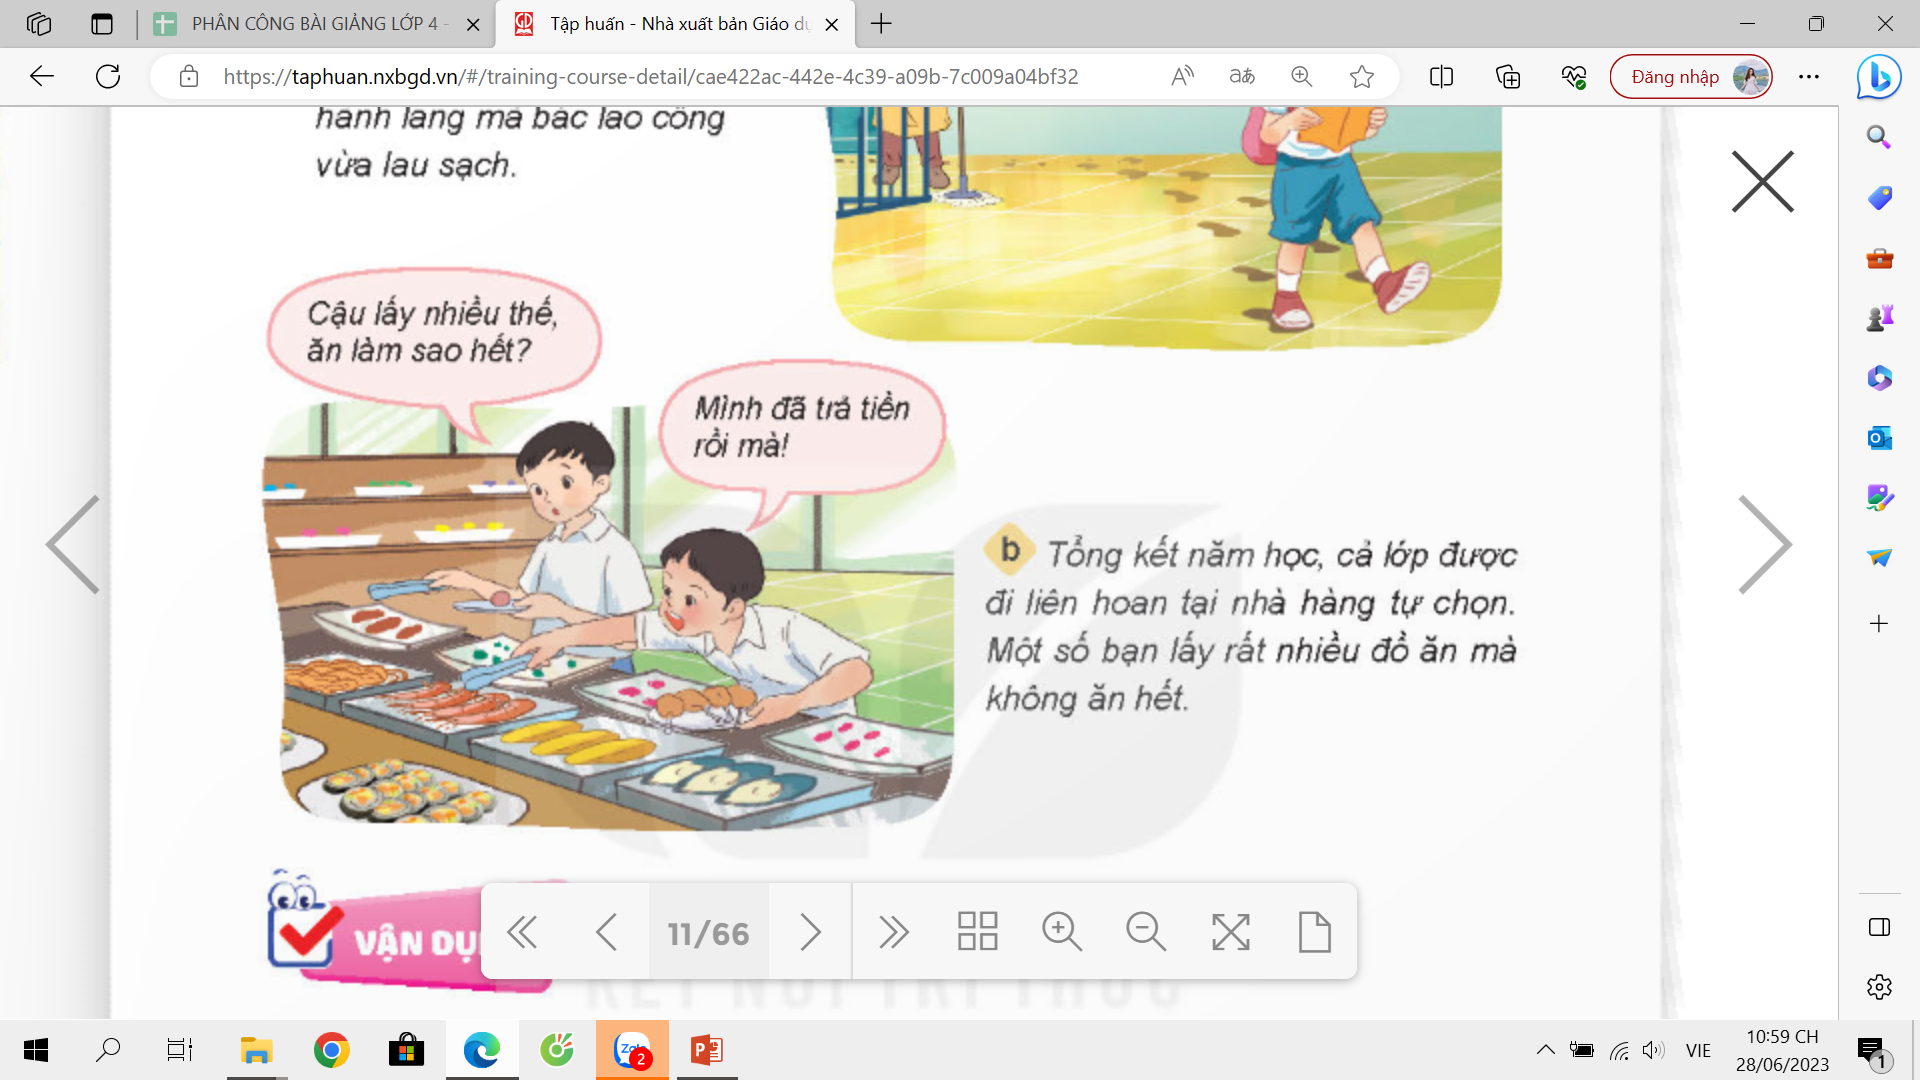 PHÂN CÔNG BÀI GIẢNG LỚP 4 -
Tập huấn - Nhà xuất bản Giáo dụ
https://taphuan.nxbgd.vn/#/training-course-detail/cae422ac-442e-4c39-a09b-7c009a04bf32
Đăng nhập
hành lang mà bác lao công
vừa lau sạch.
Cậu lấy nhiều thế,
ăn làm sao hết?
Mình đã trả tiền
rồi mà!
b Tổng kết năm học, cả lớp được
đi liên hoan tại nhà hàng tự chọn.
Một số bạn lấy rất nhiều đồ ăn mà
không ăn hết.
VẬN DỤ
11/66
KẾT NỐI TRI THỨC
VIE
10:59 CH
28/06/2023